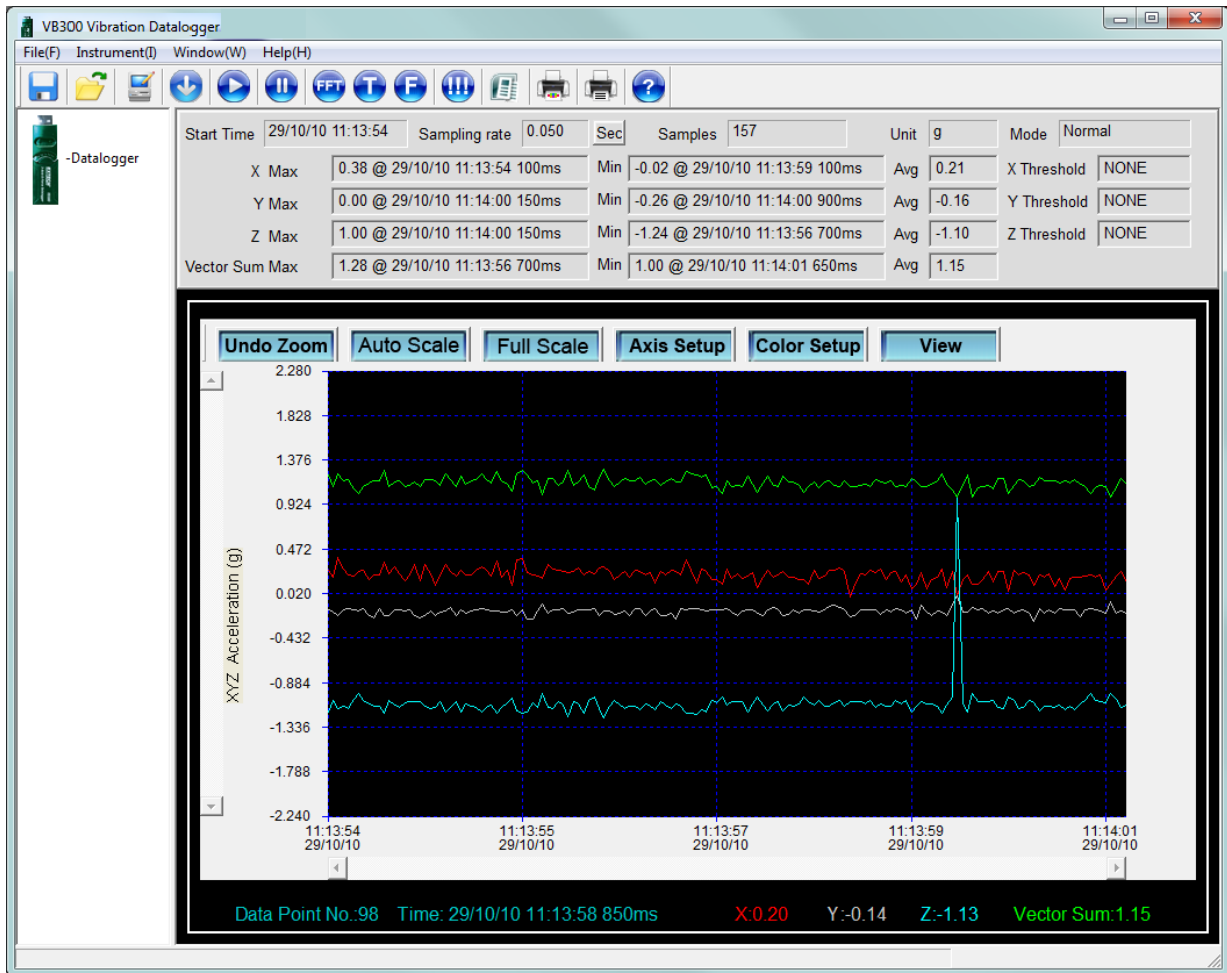 VB300 Vibration Datalogger
File(F) Instrument(I) Window(W) Help(H)
FFT T F !!! ?
-Datalogger
Start Time 29/10/10 11:13:54 Sampling rate 0.050 Sec Samples 157 Unit g Mode Normal
X Max 0.38 @ 29/10/10 11:13:54 100ms Min -0.02 @ 29/10/10 11:13:59 100ms Avg 0.21 X Threshold NONE
Y Max 0.00 @ 29/10/10 11:14:00 150ms Min -0.26 @ 29/10/10 11:14:00 900ms Avg -0.16 Y Threshold NONE
Z Max 1.00 @ 29/10/10 11:14:00 150ms Min -1.24 @ 29/10/10 11:13:56 700ms Avg -1.10 Z Threshold NONE
Vector Sum Max 1.28 @ 29/10/10 11:13:56 700ms Min 1.00 @ 29/10/10 11:14:01 650ms Avg 1.15
Undo Zoom Auto Scale Full Scale Axis Setup Color Setup View
2.280
1.828
1.376
0.924
0.472
0.020
-0.432
-0.884
-1.336
-1.788
-2.240
XYZ Acceleration (g)
11:13:54 11:13:55 11:13:57 11:13:59 11:14:01
29/10/10 29/10/10 29/10/10 29/10/10 29/10/10
Data Point No.:98 Time: 29/10/10 11:13:58 850ms X:0.20 Y:-0.14 Z:-1.13 Vector Sum:1.15